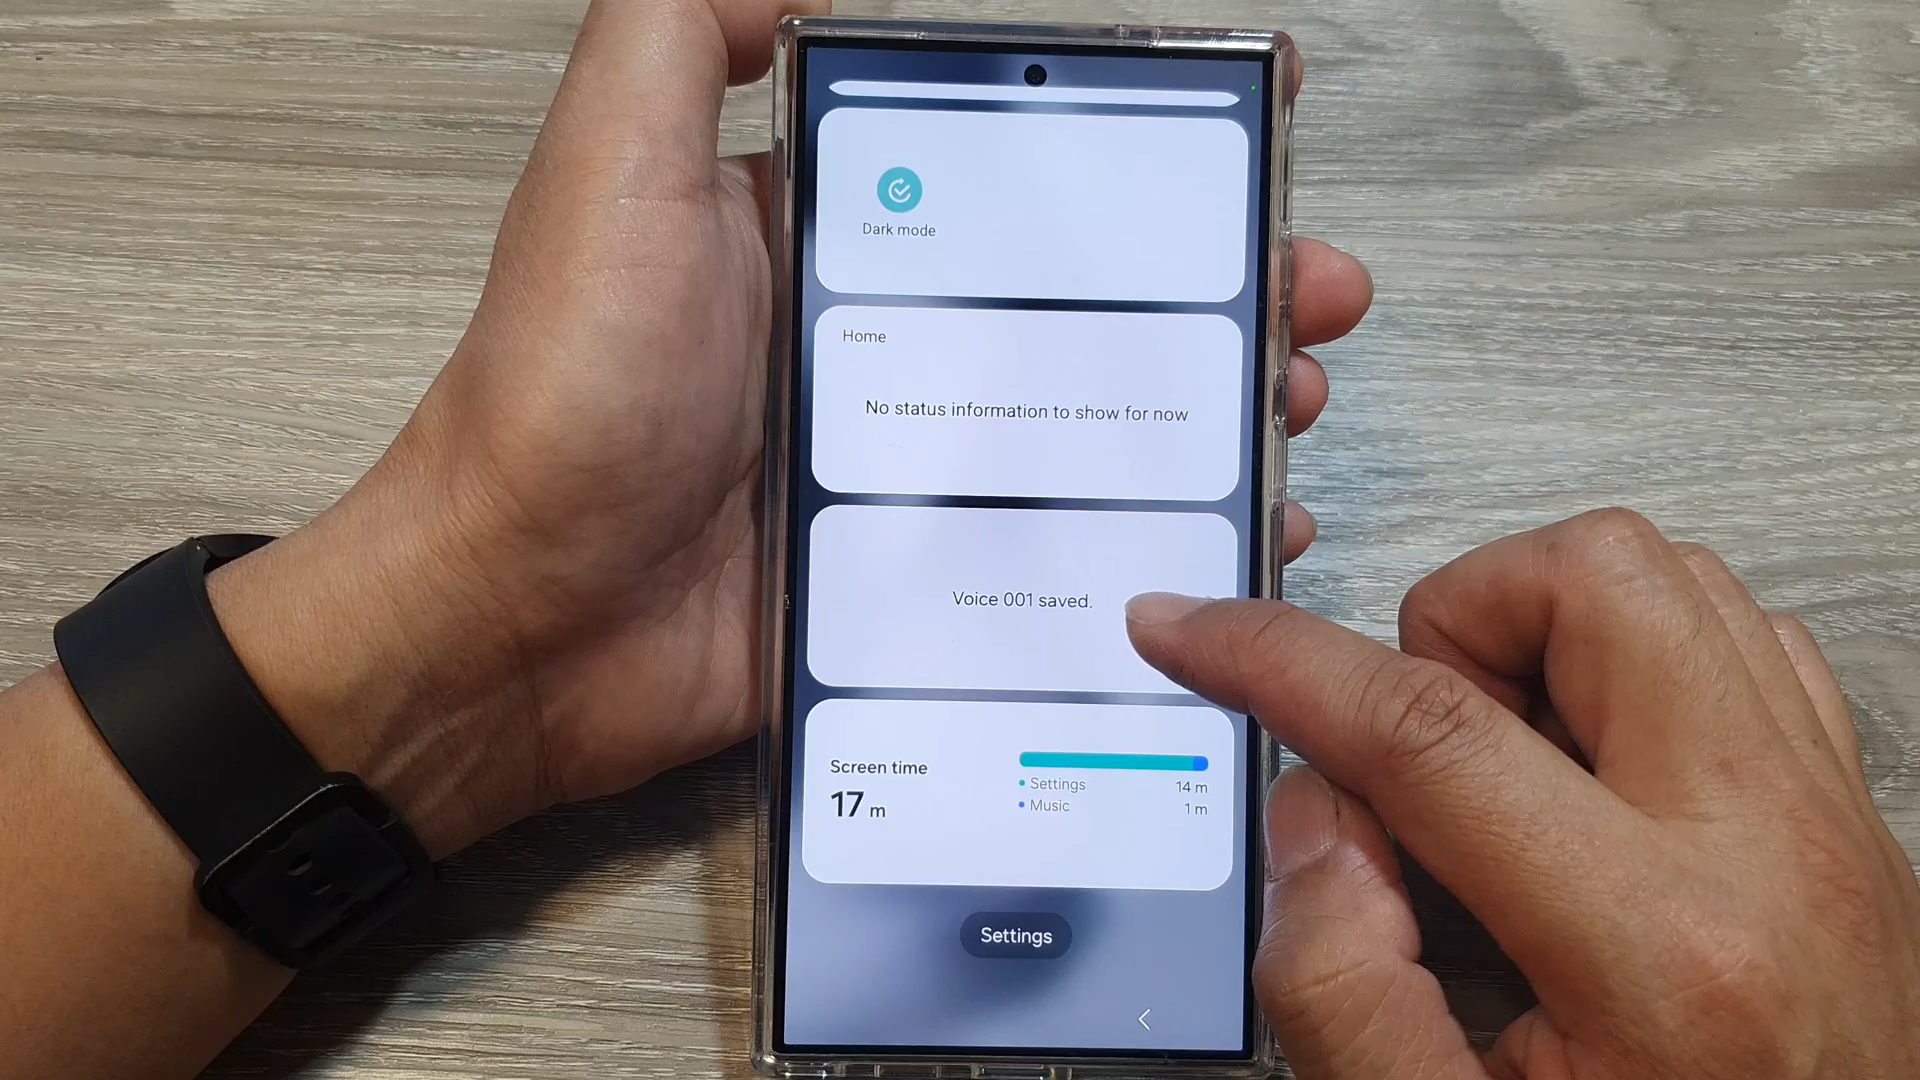 Dark mode
Home
No status information to show for now
Voice 001 saved.
Screen time
17 m
Settings 14 m
Music 1 m
Settings